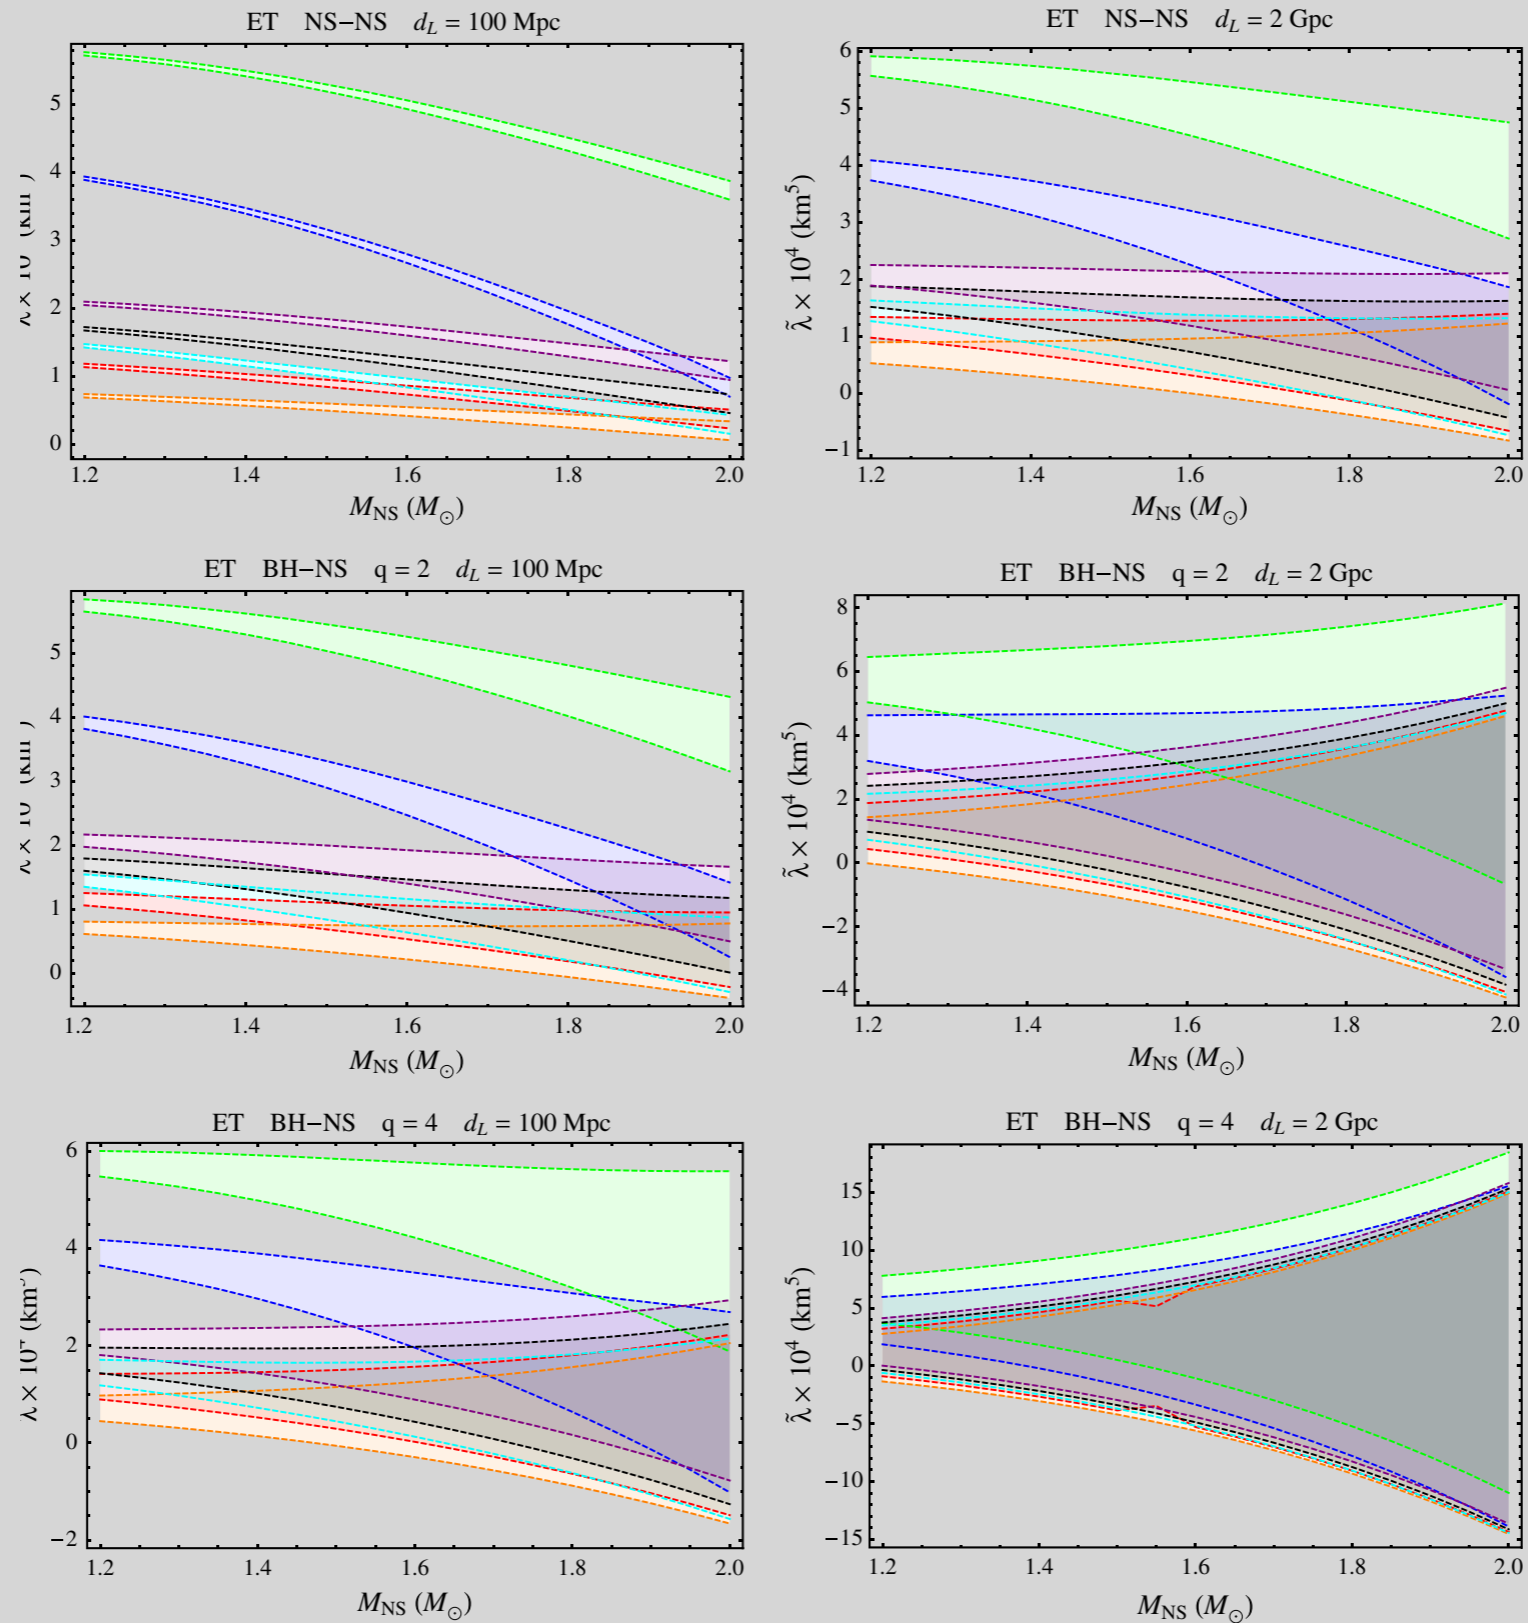 ET NS−NS d_L = 100 Mpc
5
4
3
2
1
0
1.2 1.4 1.6 1.8 2.0
M_NS (M_⊙)
ET NS−NS d_L = 2 Gpc
λ̃ × 10⁴ (km⁵)
6
5
4
3
2
1
0
−1
1.2 1.4 1.6 1.8 2.0
M_NS (M_⊙)
ET BH−NS q = 2 d_L = 100 Mpc
5
4
3
2
1
0
1.2 1.4 1.6 1.8 2.0
M_NS (M_⊙)
ET BH−NS q = 2 d_L = 2 Gpc
λ̃ × 10⁴ (km⁵)
8
6
4
2
0
−2
−4
1.2 1.4 1.6 1.8 2.0
M_NS (M_⊙)
ET BH−NS q = 4 d_L = 100 Mpc
6
4
2
0
−2
1.2 1.4 1.6 1.8 2.0
M_NS (M_⊙)
ET BH−NS q = 4 d_L = 2 Gpc
λ̃ × 10⁴ (km⁵)
15
10
5
0
−5
−10
−15
1.2 1.4 1.6 1.8 2.0
M_NS (M_⊙)